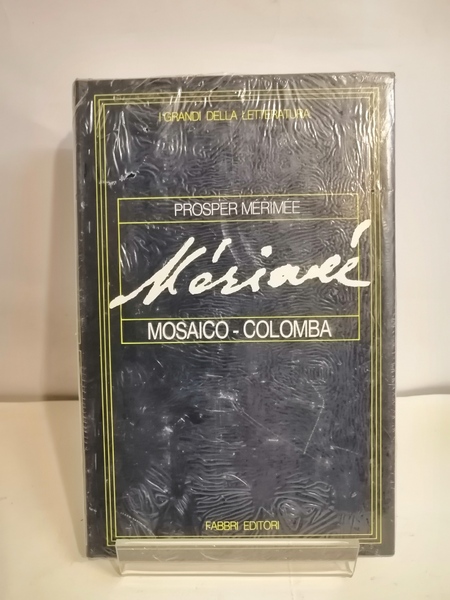 I GRANDI DELLA LETTERATURA
PROSPER MÉRIMÉE
Mérimée
MOSAICO - COLOMBA
FABBRI EDITORI